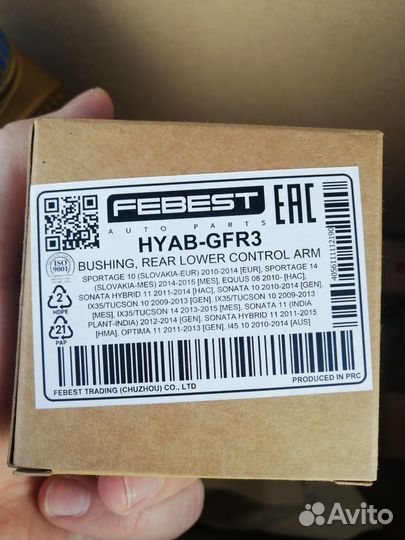 FEBEST
AUTO PARTS
EAC
HYAB-GFR3
ISO
9001
BUSHING, REAR LOWER CONTROL ARM
SPORTAGE 10 (SLOVAKIA-EUR) 2010-2014 [EUR], SPORTAGE 14
(SLOVAKIA-MES) 2014-2015 [MES], EQUUS 08 2010- [HAC],
SONATA HYBRID 11 2011-2014 [HAC], SONATA 10 2010-2014 [GEN],
IX35/TUCSON 10 2009-2013 [GEN], IX35/TUCSON 10 2009-2013
[MES], IX35/TUCSON 14 2013-2015 [MES], SONATA 11 (INDIA
PLANT-INDIA) 2012-2014 [GEN], SONATA HYBRID 11 2011-2015
[HMA], OPTIMA 11 2011-2013 [GEN], I45 10 2010-2014 [AUS]
2
HDPE
21
PAP
4056111112190
FEBEST TRADING (CHUZHOU) CO., LTD
PRODUCED IN PRC
FEBEST
Avito